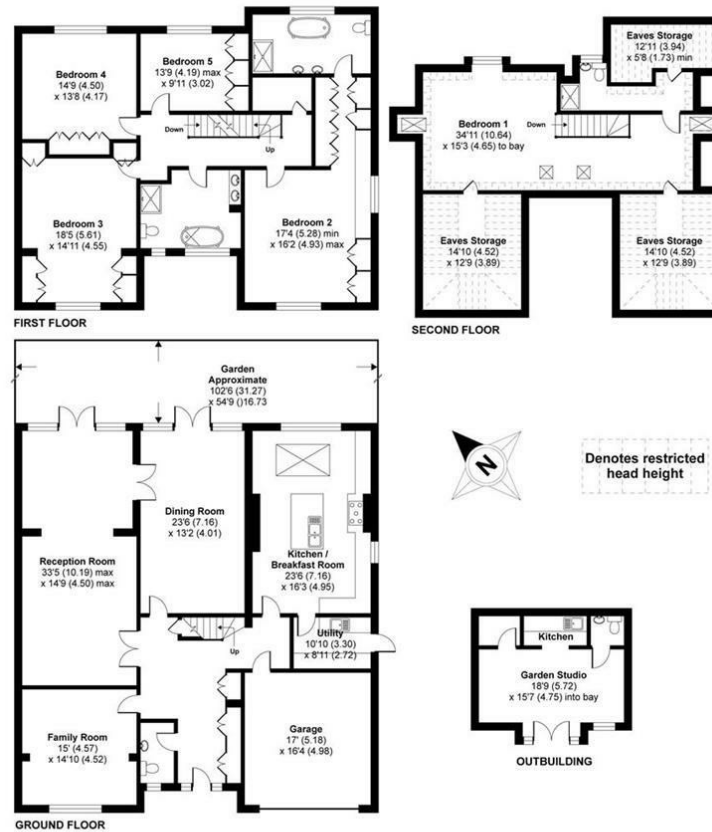 Bedroom 4
14'9 (4.50)
x 13'8 (4.17)
Bedroom 5
13'9 (4.19) max
x 9'11 (3.02)
Down
Up
Bedroom 3
18'5 (5.61)
x 14'11 (4.55)
Bedroom 2
17'4 (5.28) min
x 16'2 (4.93) max
FIRST FLOOR
Eaves Storage
12'11 (3.94)
x 5'8 (1.73) min
Bedroom 1
34'11 (10.64)
x 15'3 (4.65) to bay
Down
Eaves Storage
14'10 (4.52)
x 12'9 (3.89)
Eaves Storage
14'10 (4.52)
x 12'9 (3.89)
SECOND FLOOR
Garden
Approximate
102'6 (31.27)
x 54'9 ()16.73
Dining Room
23'6 (7.16)
x 13'2 (4.01)
Reception Room
33'5 (10.19) max
x 14'9 (4.50) max
Kitchen /
Breakfast Room
23'6 (7.16)
x 16'3 (4.95)
Utility
10'10 (3.30)
x 8'11 (2.72)
Up
Family Room
15' (4.57)
x 14'10 (4.52)
Garage
17' (5.18)
x 16'4 (4.98)
GROUND FLOOR
N
Denotes restricted
head height
Kitchen
Garden Studio
18'9 (5.72)
x 15'7 (4.75) into bay
OUTBUILDING